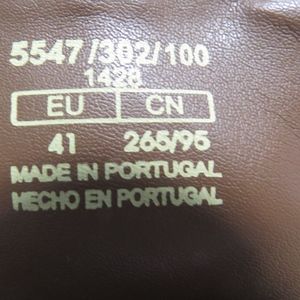 5547/302/100
1428
EU CN
41 265/95
MADE IN PORTUGAL
HECHO EN PORTUGAL